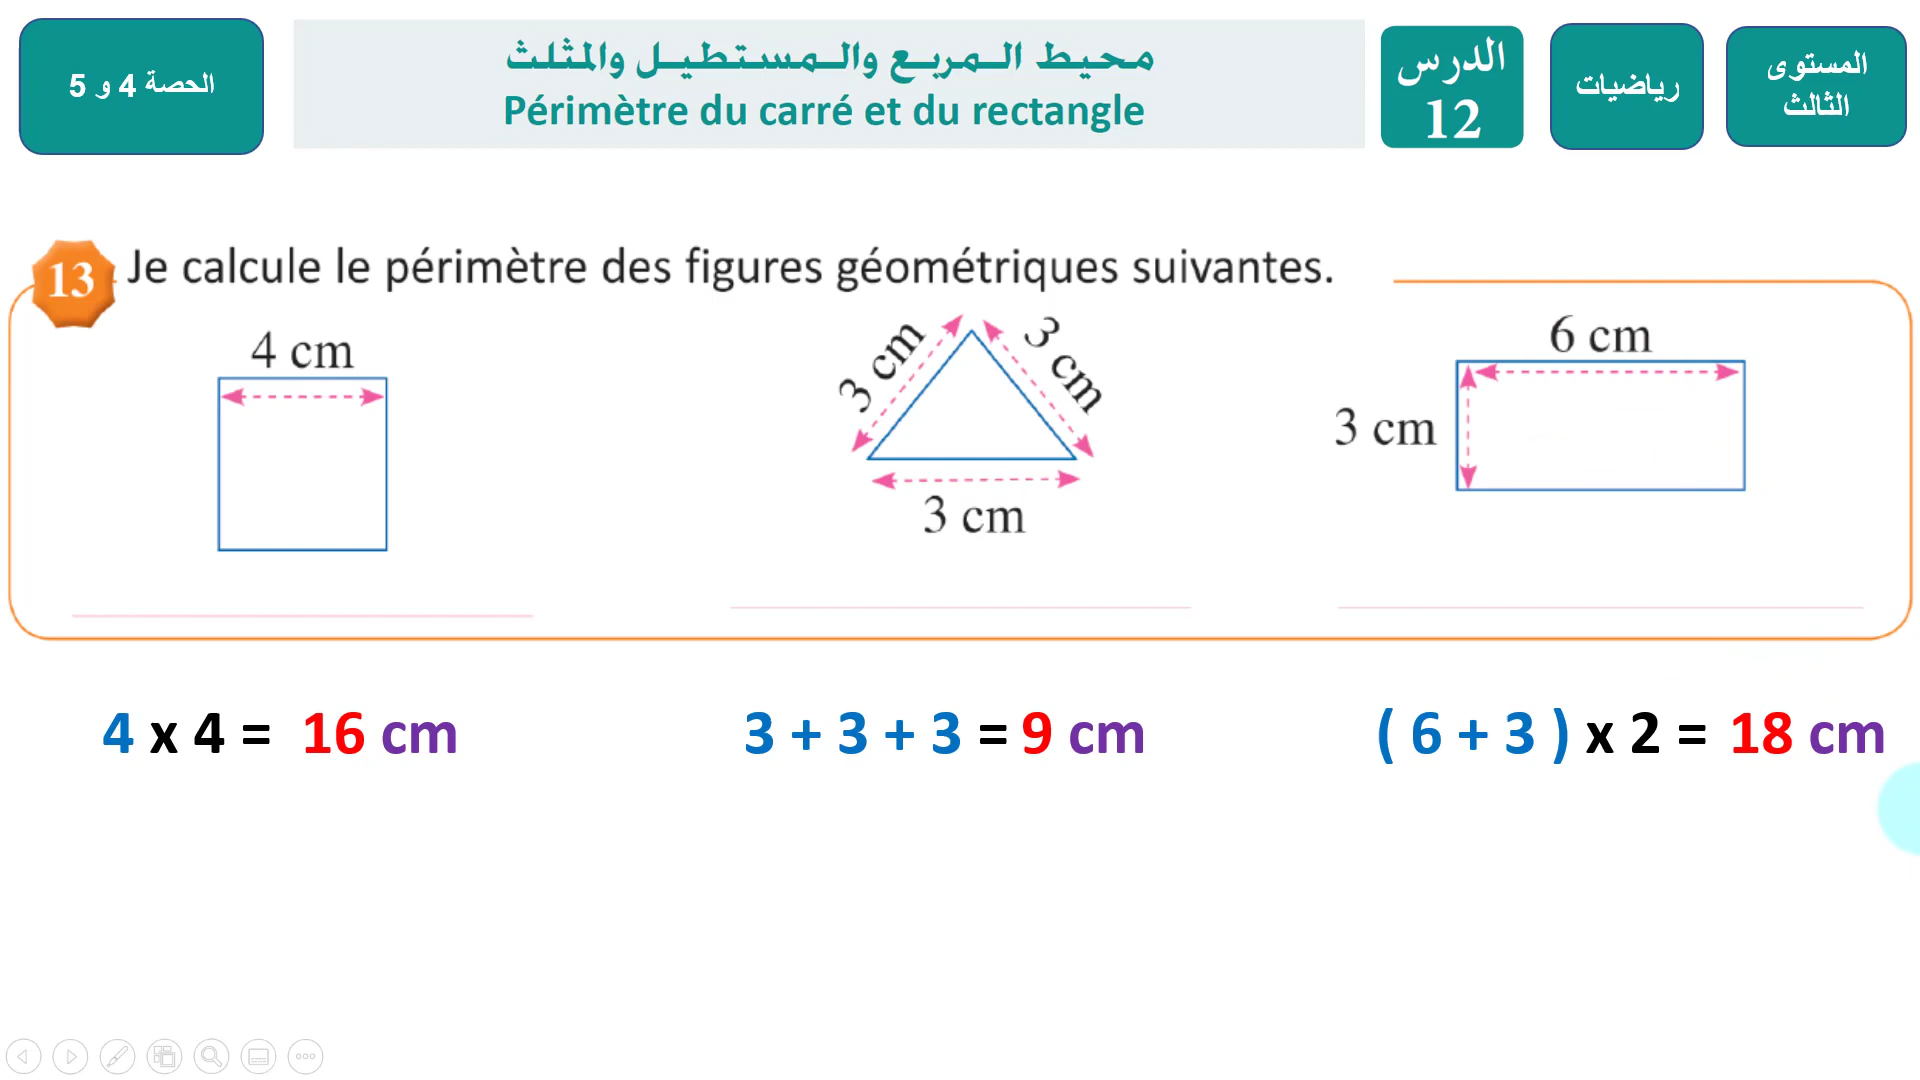 الحصة 4 و 5
محيط المربع والمستطيل والمثلث
Périmètre du carré et du rectangle
الدرس
12
رياضيات
المستوى
الثالث
13 Je calcule le périmètre des figures géométriques suivantes.
4 cm
3 cm
3 cm
3 cm
6 cm
3 cm
4 x 4 = 16 cm
3 + 3 + 3 = 9 cm
( 6 + 3 ) x 2 = 18 cm